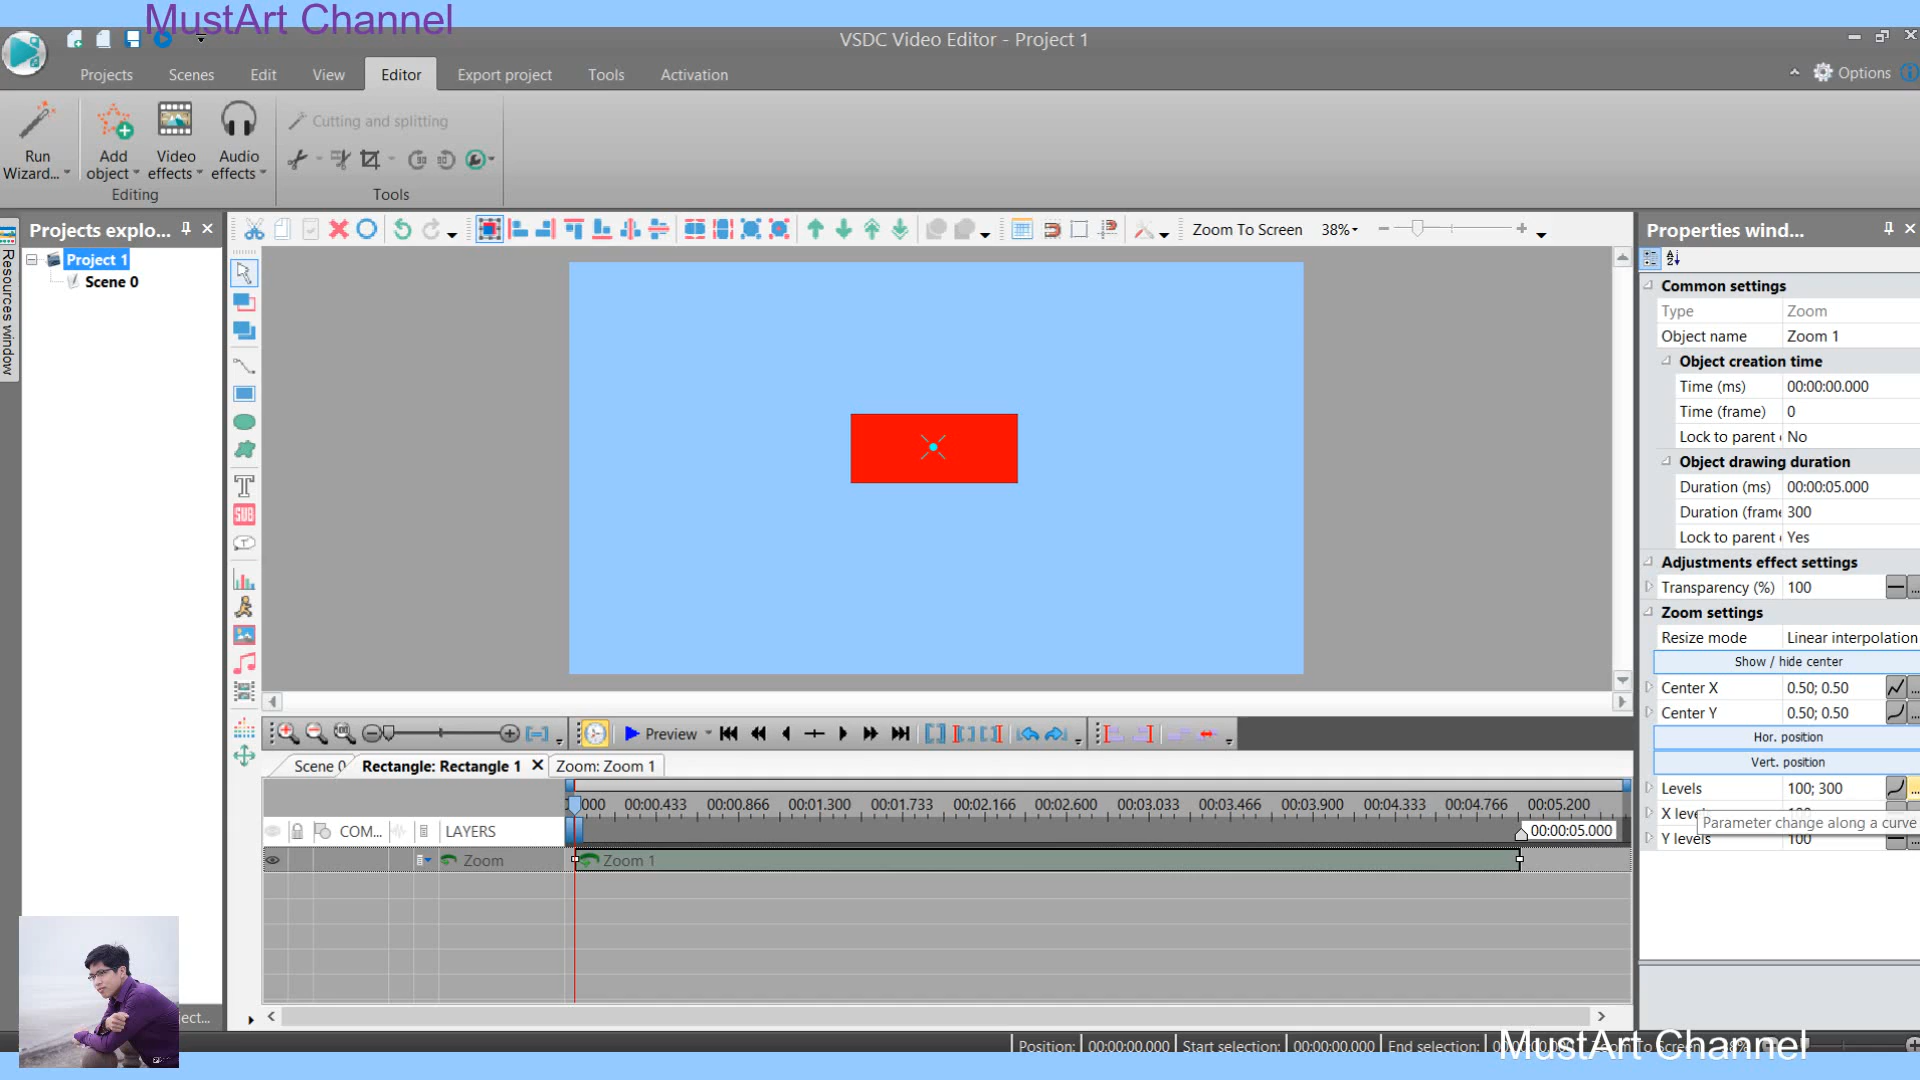 MustArt Channel
VSDC Video Editor - Project 1
Projects
Scenes
Edit
View
Editor
Export project
Tools
Activation
Options
Run Wizard...
Add object
Video effects
Audio effects
Editing
Cutting and splitting
Tools
Projects explo...
Zoom To Screen
38%
Properties wind...
Resources window
Project 1
Scene 0
T
SUB
Common settings
Type Zoom
Object name Zoom 1
Object creation time
Time (ms) 00:00:00.000
Time (frame) 0
Lock to parent No
Object drawing duration
Duration (ms) 00:00:05.000
Duration (frame 300
Lock to parent Yes
Adjustments effect settings
Transparency (%) 100
Zoom settings
Resize mode Linear interpolation
Show / hide center
Center X 0.50; 0.50
Center Y 0.50; 0.50
Hor. position
Vert. position
Levels 100; 300
X leve
Parameter change along a curve
Y levels 100
Preview
Scene 0
Rectangle: Rectangle 1
Zoom: Zoom 1
000 00:00.433 00:00.866 00:01.300 00:01.733 00:02.166 00:02.600 00:03.033 00:03.466 00:03.900 00:04.333 00:04.766 00:05.200
COM...
LAYERS
00:00:05.000
Zoom
Zoom 1
ect...
Position: 00:00:00.000 Start selection: 00:00:00.000 End selection:
MustArt Channel